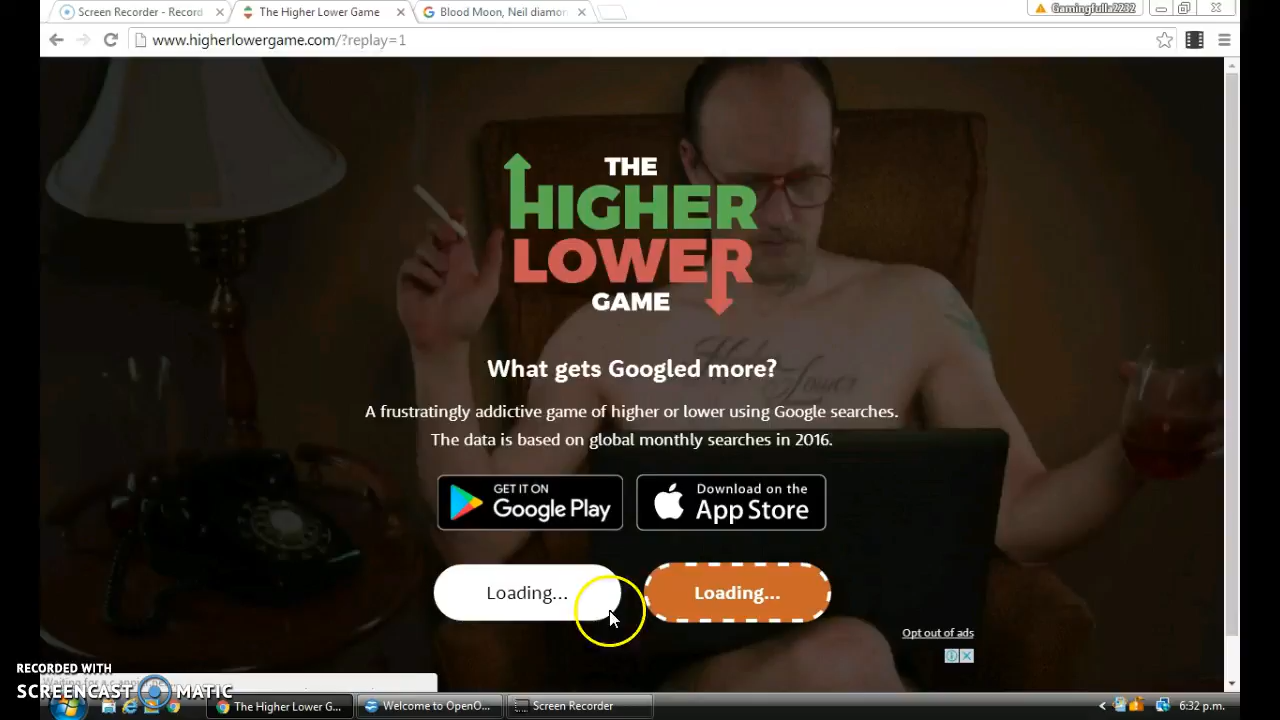 Screen Recorder - Record
The Higher Lower Game
Blood Moon, Neil diamon
Gamingfulla2232
www.higherlowergame.com/?replay=1
THE
HIGHER
LOWER
GAME
Higher
Lower
What gets Googled more?
A frustratingly addictive game of higher or lower using Google searches.
The data is based on global monthly searches in 2016.
GET IT ON
Google Play
Download on the
App Store
Loading...
Loading...
Opt out of ads
RECORDED WITH
SCREENCAST MATIC
The Higher Lower G...
Welcome to OpenO...
Screen Recorder
6:32 p.m.